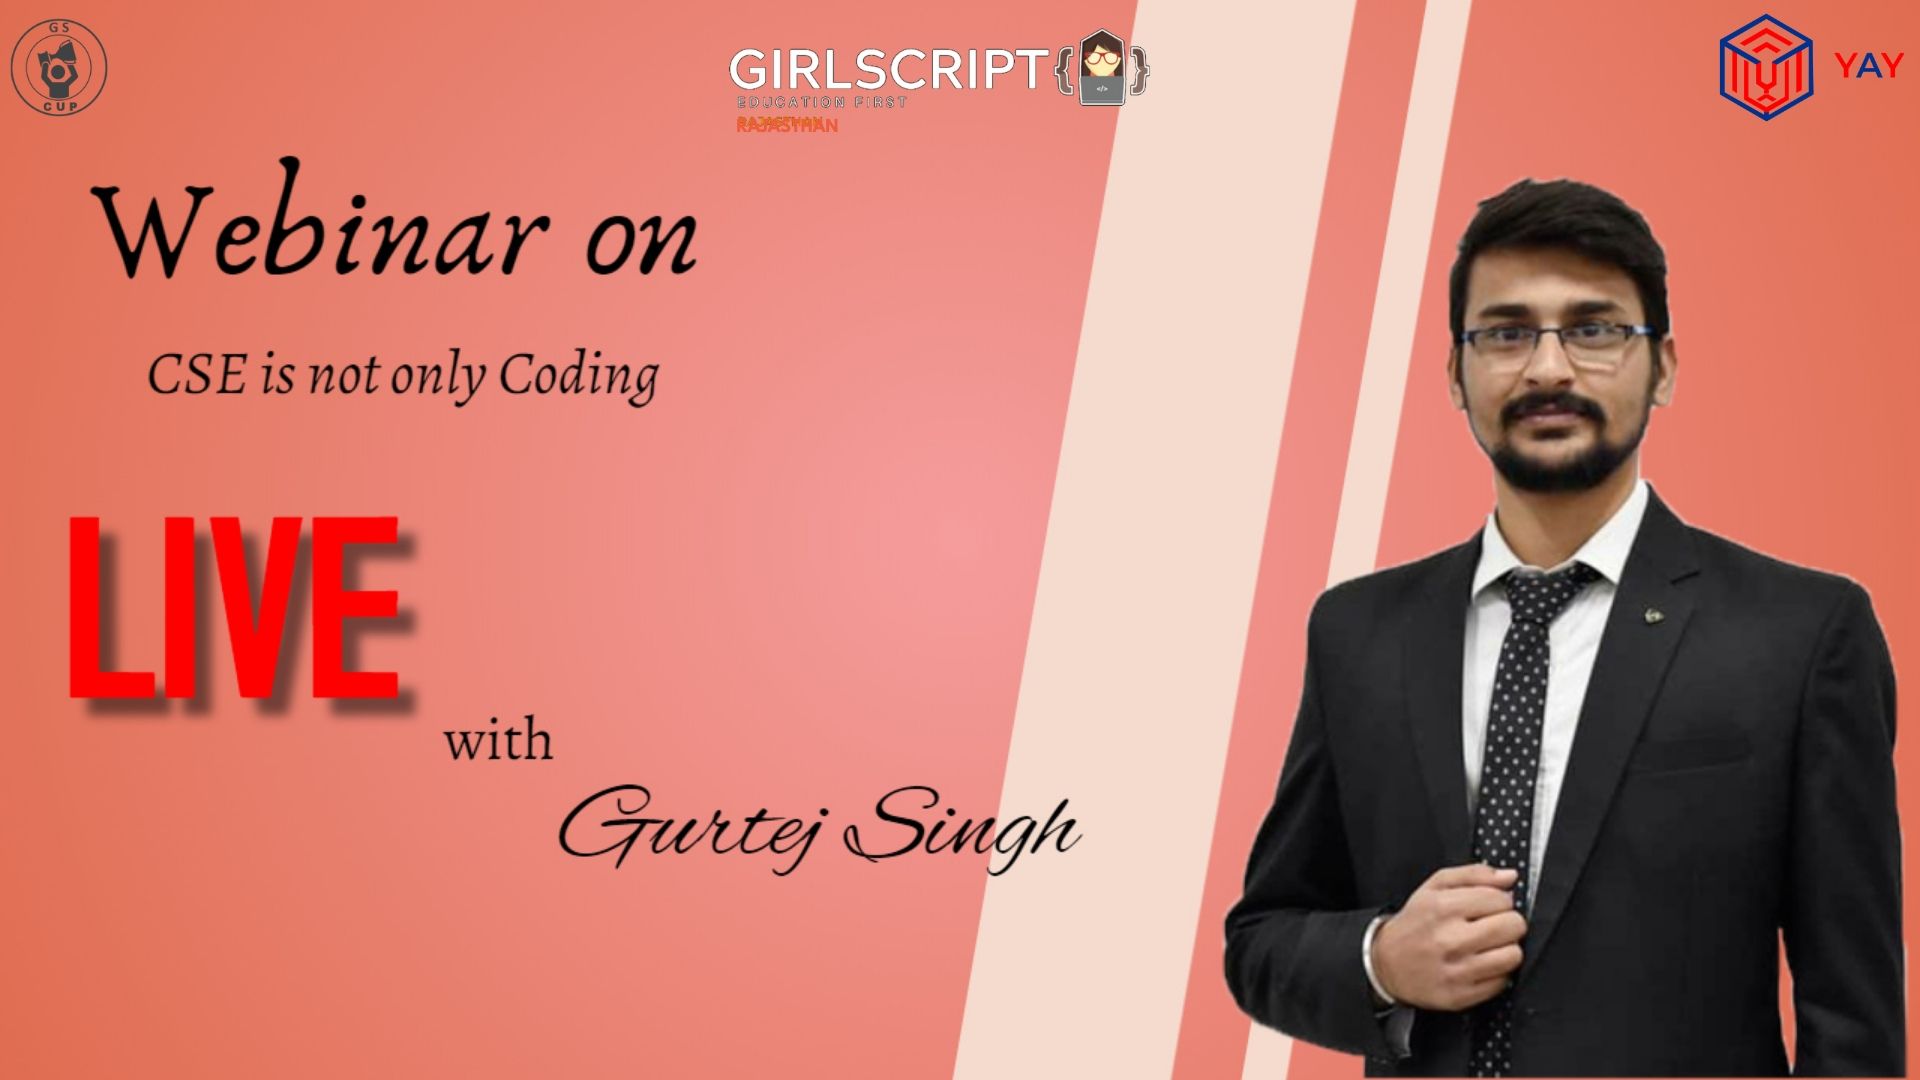 GS
CUP
GIRLSCRIPT
EDUCATION FIRST
RAJASTHAN
YAY
Webinar on
CSE is not only Coding
LIVE
with
Gurtej Singh